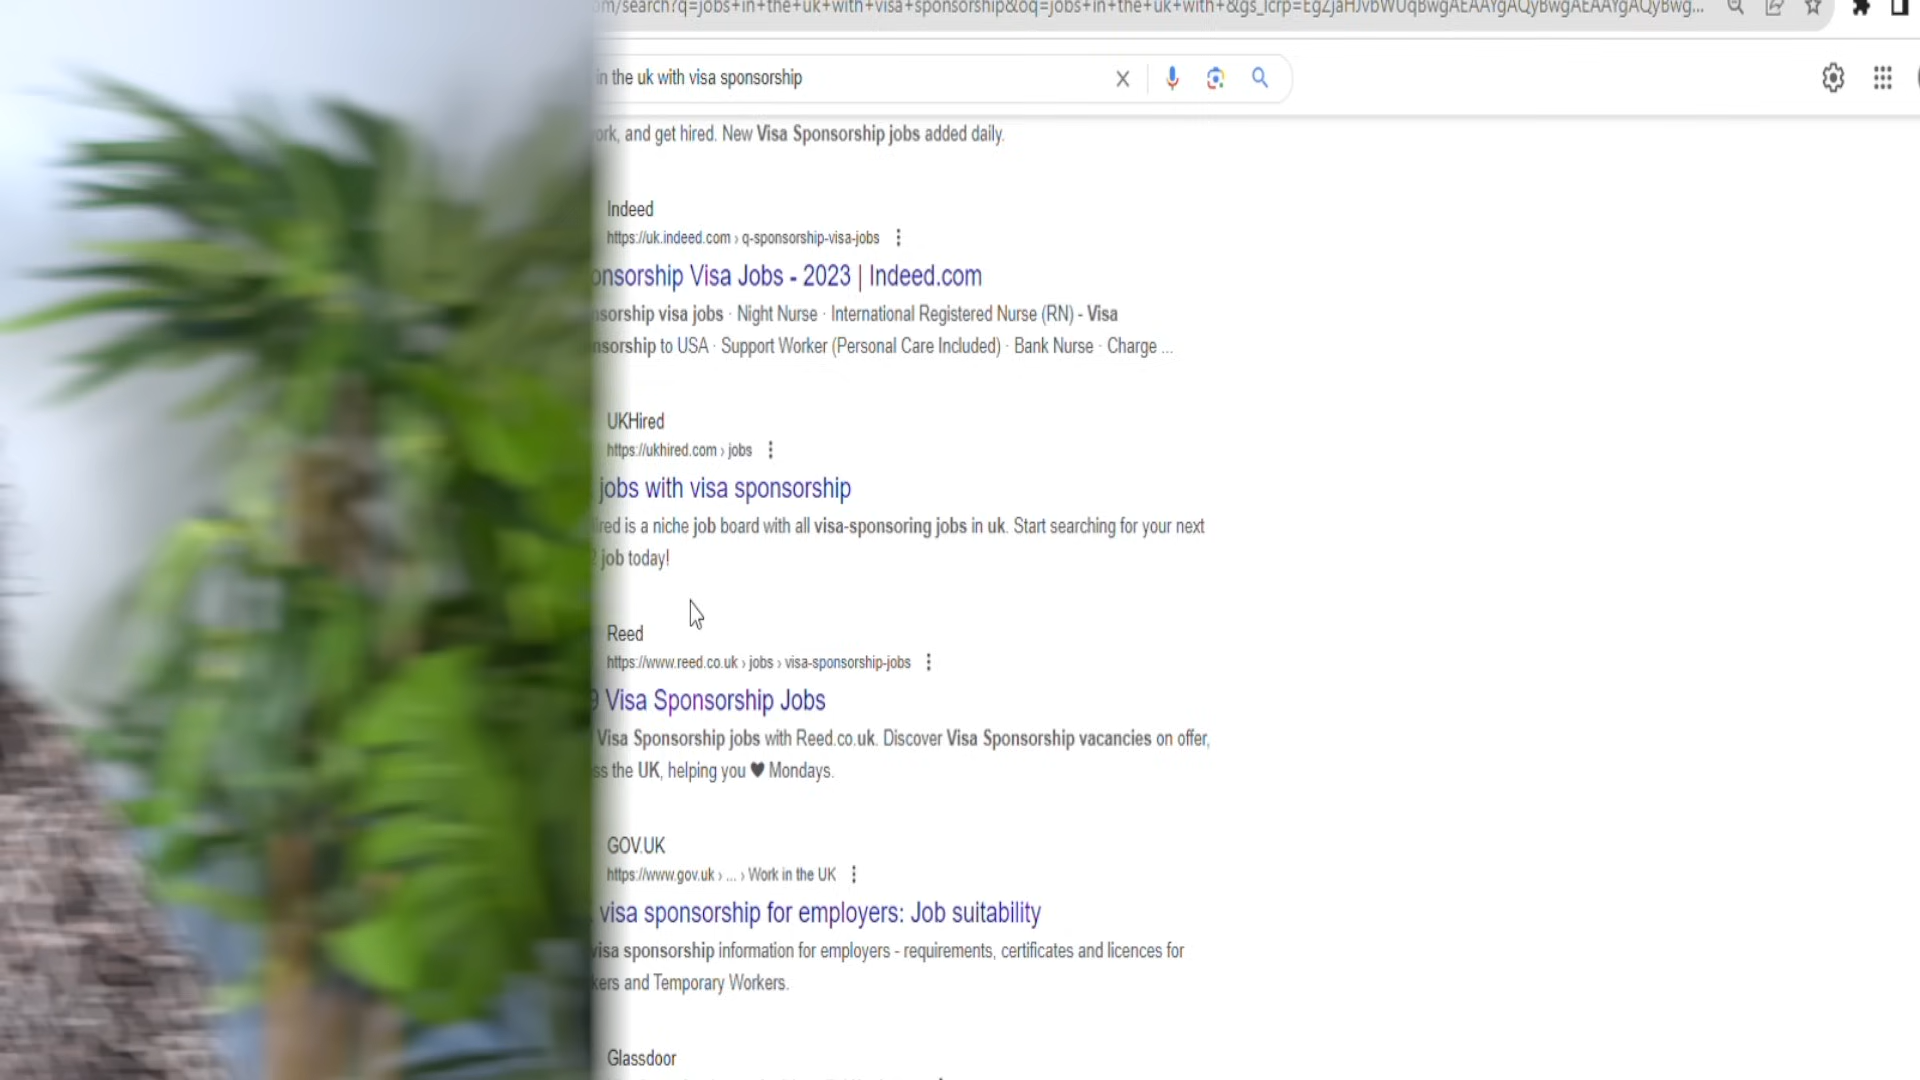 om/search?q=jobs+in+the+uk+with+visa+sponsorship&oq=jobs+in+the+uk+with+
in the uk with visa sponsorship
ork, and get hired. New Visa Sponsorship jobs added daily.
Indeed
https://uk.indeed.com › q-sponsorship-visa-jobs
onsorship Visa Jobs - 2023 | Indeed.com
nsorship visa jobs · Night Nurse · International Registered Nurse (RN) - Visa
nsorship to USA · Support Worker (Personal Care Included) · Bank Nurse · Charge ...
UKHired
https://ukhired.com › jobs
jobs with visa sponsorship
ired is a niche job board with all visa-sponsoring jobs in uk. Start searching for your next
2 job today!
Reed
https://www.reed.co.uk › jobs › visa-sponsorship-jobs
9 Visa Sponsorship Jobs
Visa Sponsorship jobs with Reed.co.uk. Discover Visa Sponsorship vacancies on offer,
ss the UK, helping you ♥ Mondays.
GOV.UK
https://www.gov.uk › ... › Work in the UK
visa sponsorship for employers: Job suitability
visa sponsorship information for employers - requirements, certificates and licences for
kers and Temporary Workers.
Glassdoor